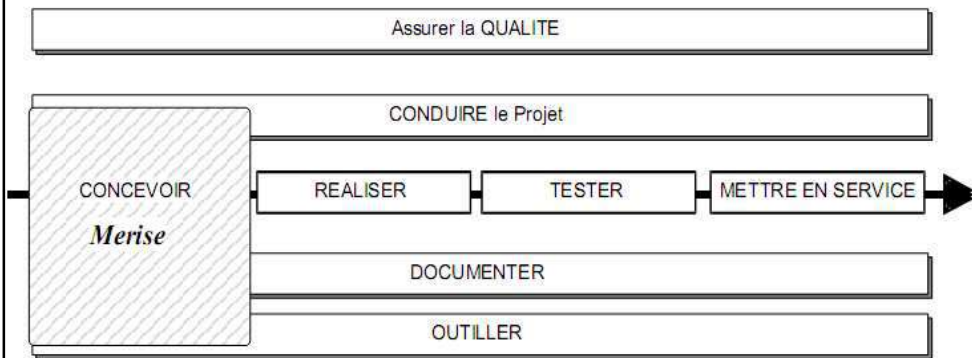 Assurer la QUALITE
CONDUIRE le Projet
CONCEVOIR
Merise
REALISER
TESTER
METTRE EN SERVICE
DOCUMENTER
OUTILLER